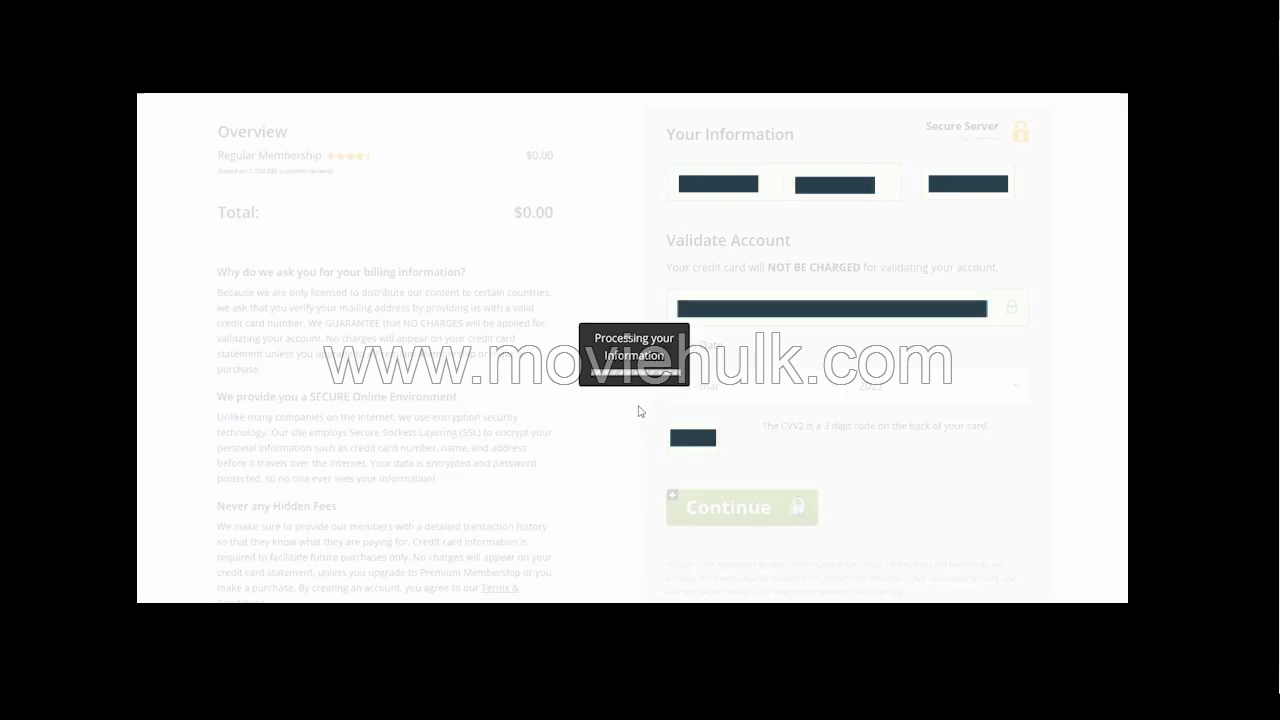 Overview
Regular Membership
$0.00
(based on 1,350,650 customer reviews)
Total:
$0.00
Why do we ask you for your billing information?
Because we are only licensed to distribute our content to certain countries,
we ask that you verify your mailing address by providing us with a valid
credit card number. We GUARANTEE that NO CHARGES will be applied for
validating your account. No charges will appear on your credit card
statement unless you
purchase.
We provide you a SECURE Online Environment
Unlike many companies on the Internet, we use encryption security
technology. Our site employs Secure Sockets Layering (SSL) to encrypt your
personal information such as credit card number, name, and address
before it travels over the Internet. Your data is encrypted and password-
protected, so no one ever sees your information!
Never any Hidden Fees
We make sure to provide our members with a detailed transaction history
so that they know what they are paying for. Credit card information is
required to facilitate future purchases only. No charges will appear on your
credit card statement, unless you upgrade to Premium Membership or you
make a purchase. By creating an account, you agree to our Terms &
Your Information
Secure Server
Validate Account
Your credit card will NOT BE CHARGED for validating your account.
Date
mar
The CVV2 is a 3 digit code on the back of your card.
Continue
Processing your
Information
www.moviehulk.com